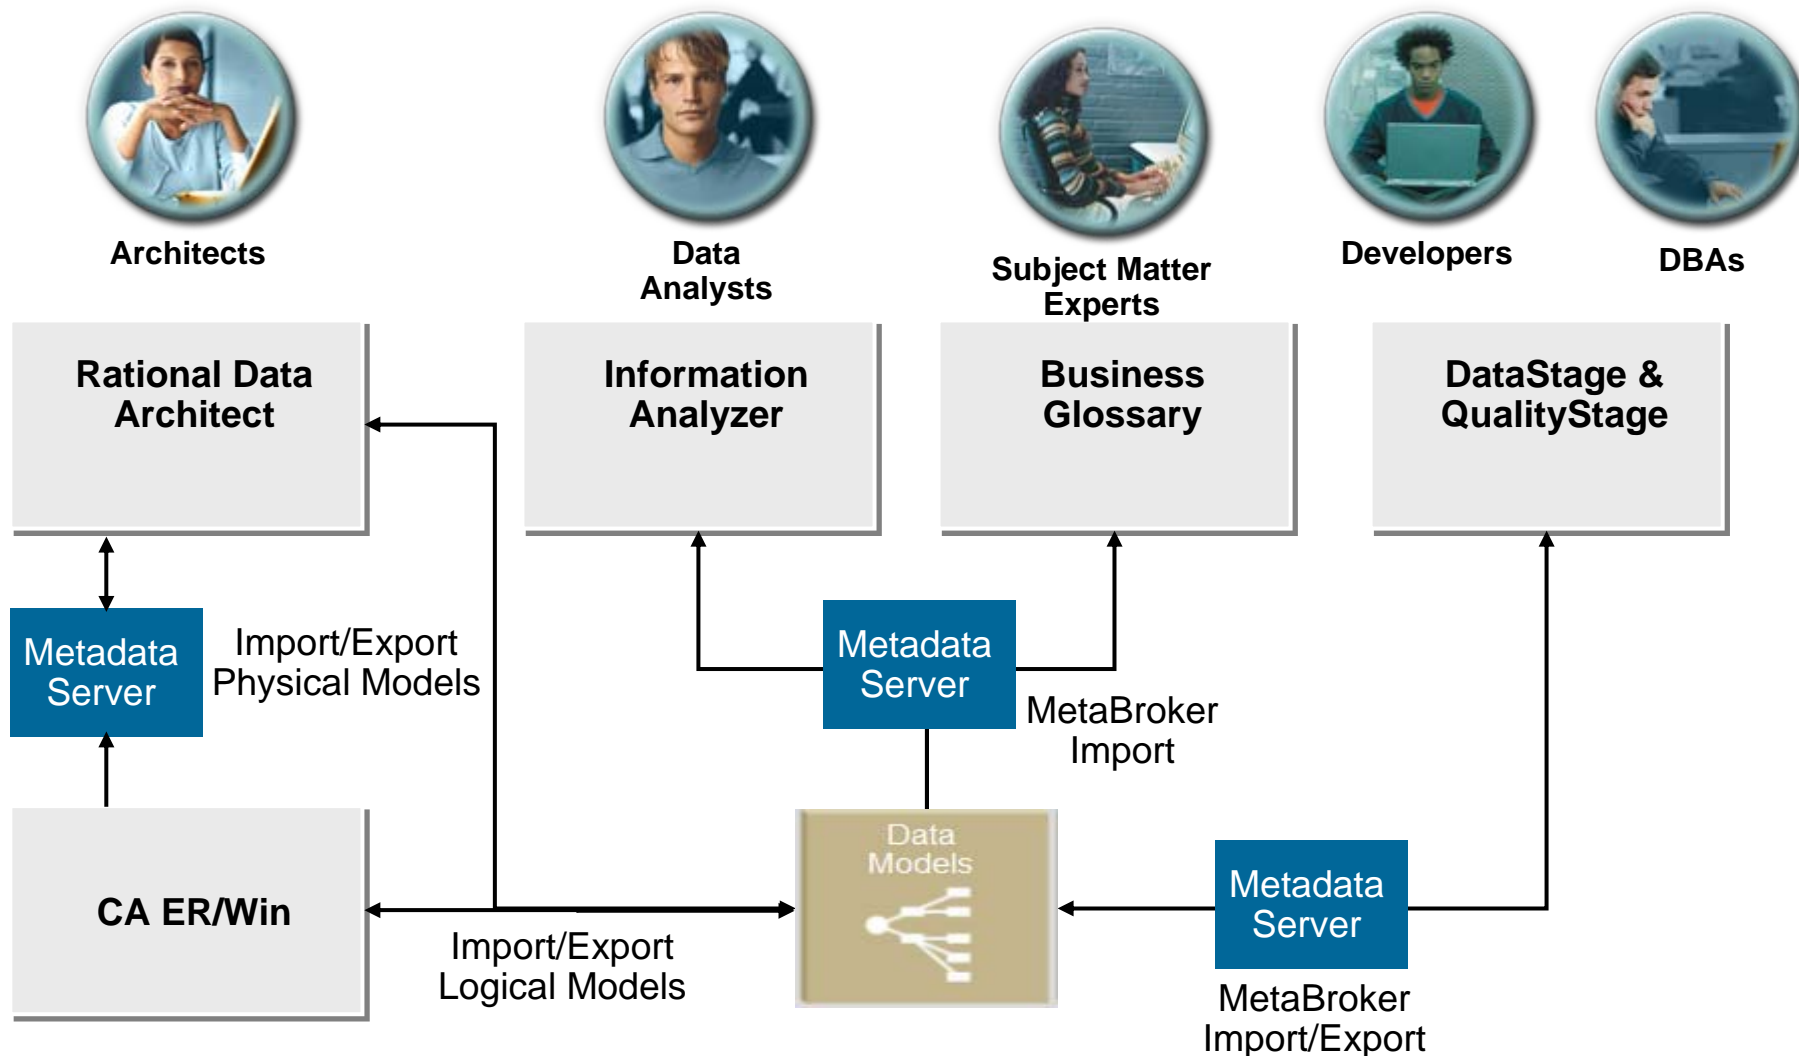 Architects
Data
Analysts
Subject Matter
Experts
Developers
DBAs
Rational Data
Architect
Information
Analyzer
Business
Glossary
DataStage &
QualityStage
Metadata
Server
Import/Export
Physical Models
Metadata
Server
MetaBroker
Import
CA ER/Win
Import/Export
Logical Models
Data
Models
Metadata
Server
MetaBroker
Import/Export